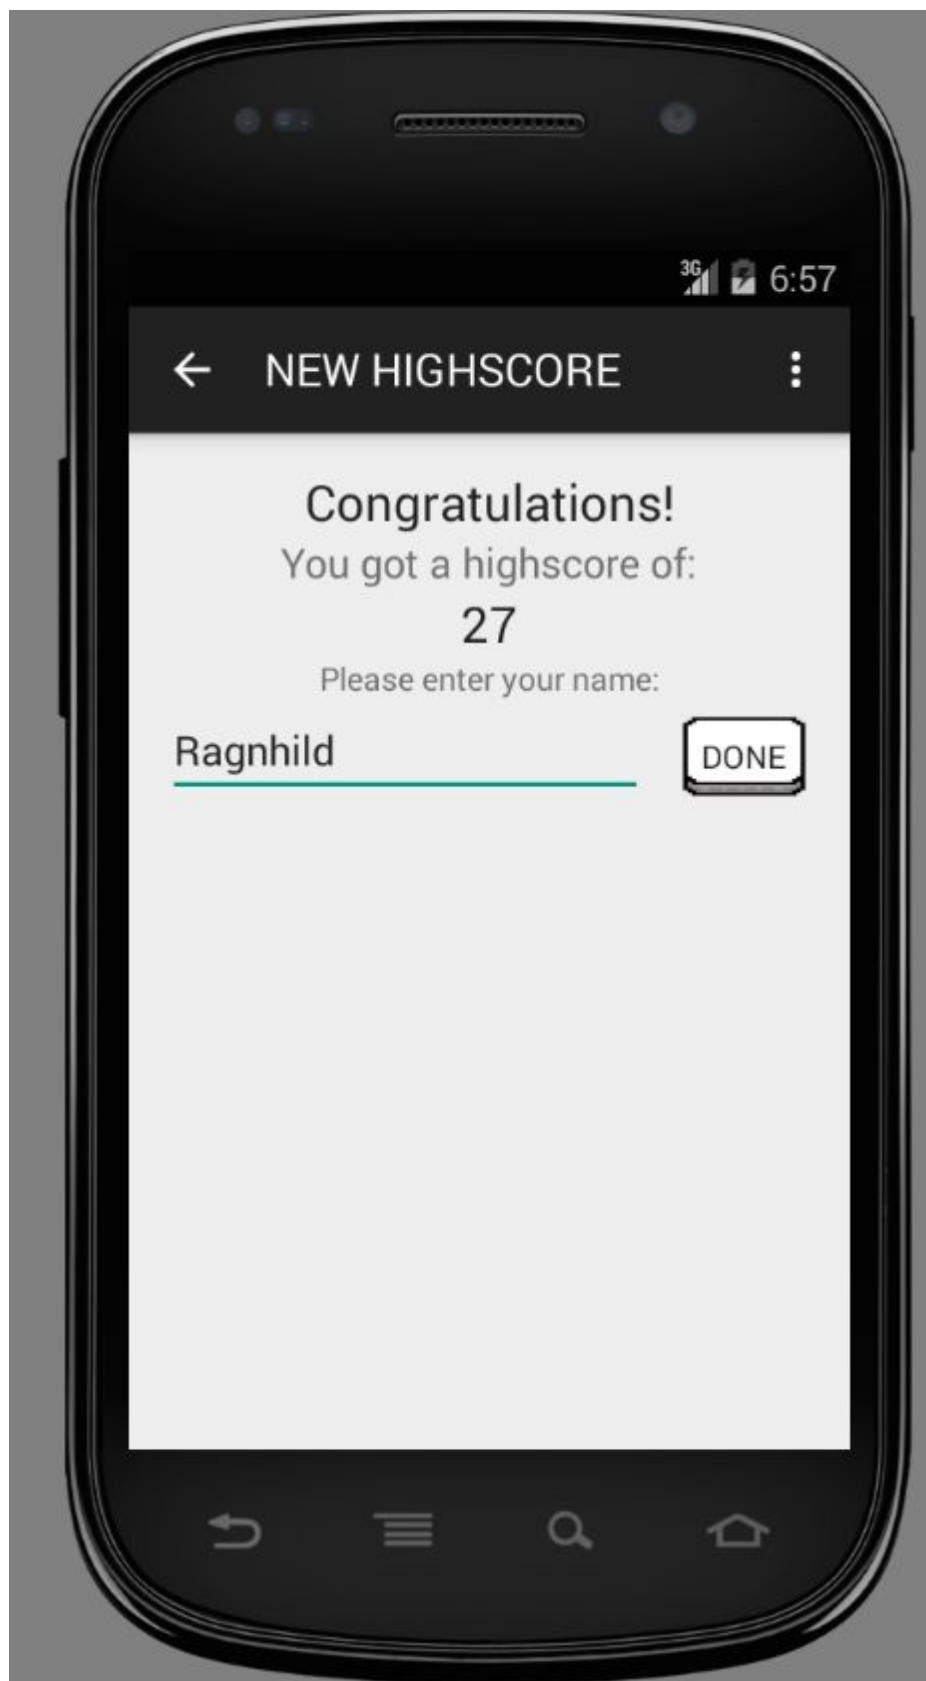 3G 6:57
NEW HIGHSCORE
Congratulations!
You got a highscore of:
27
Please enter your name:
Ragnhild DONE